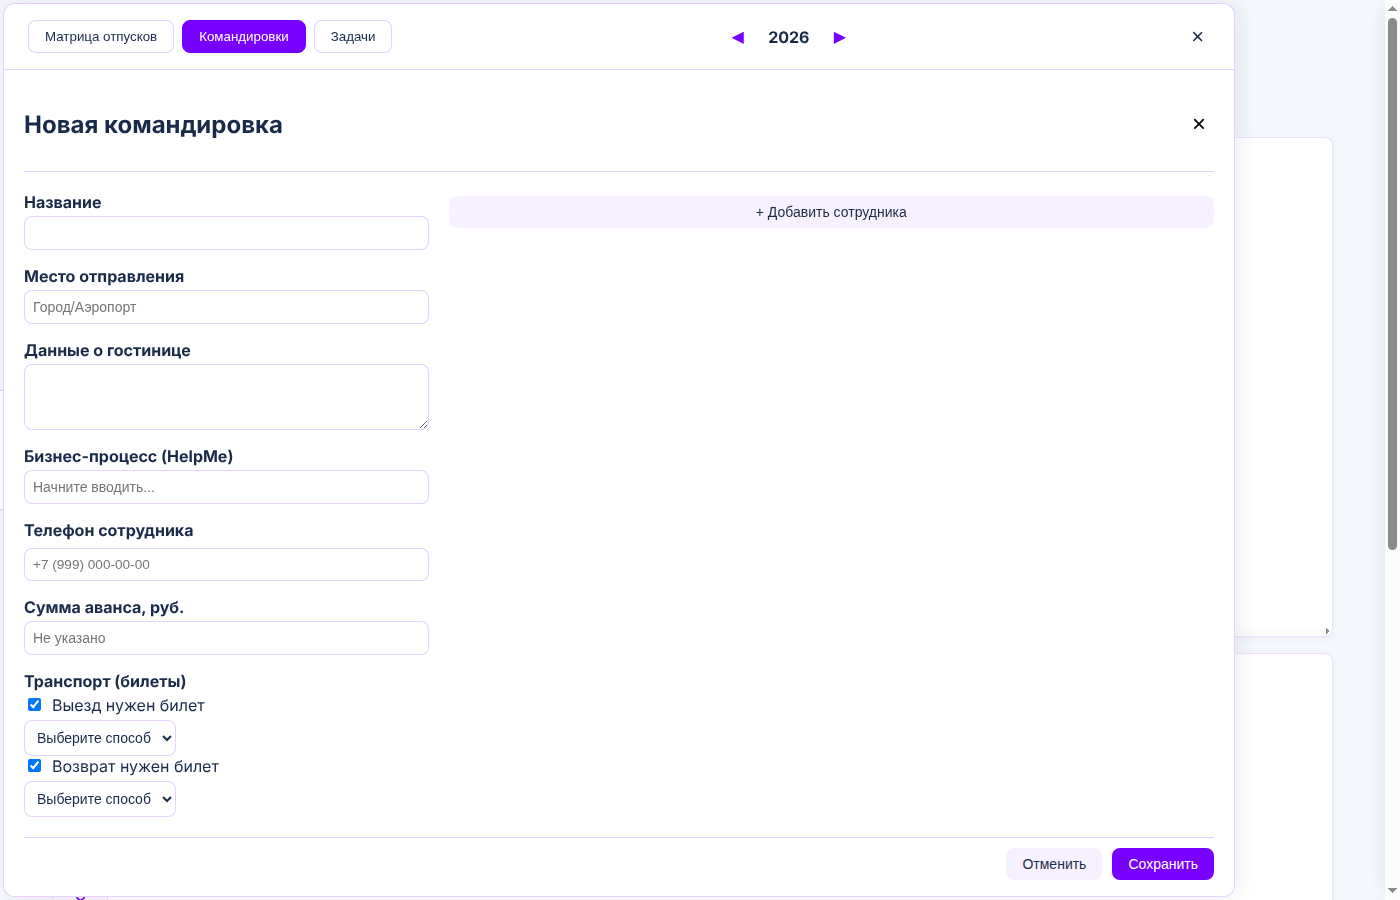 Матрица отпусков Командировки Задачи ◀ 2026 ▶ ×
Новая командировка ×
Название
+ Добавить сотрудника
Место отправления
Город/Аэропорт
Данные о гостинице
Бизнес-процесс (HelpMe)
Начните вводить...
Телефон сотрудника
+7 (999) 000-00-00
Сумма аванса, руб.
Не указано
Транспорт (билеты)
Выезд нужен билет
Выберите способ
Возврат нужен билет
Выберите способ
Отменить Сохранить